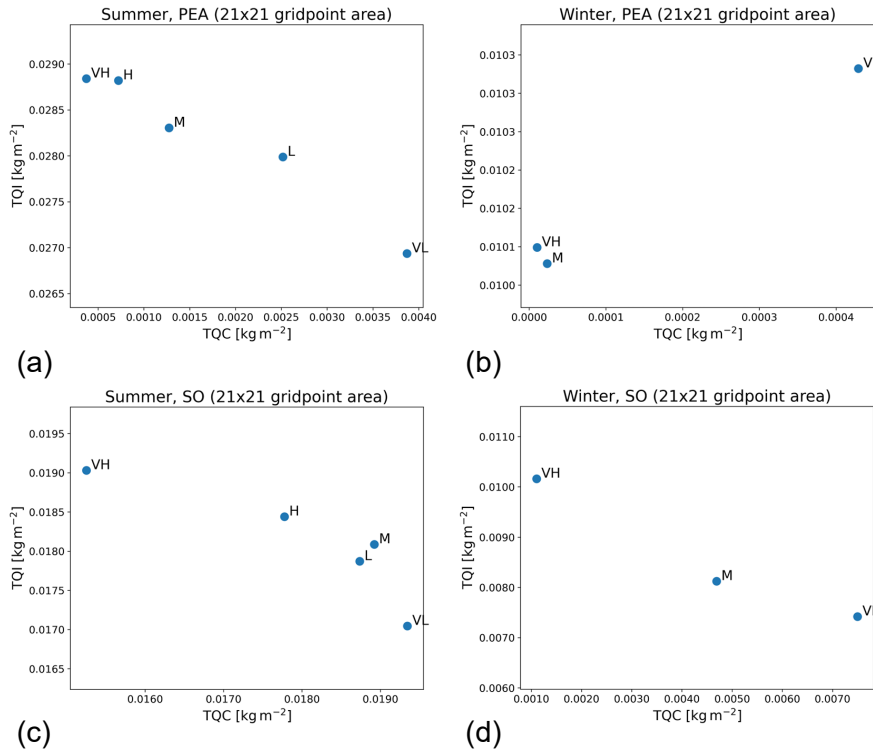 Summer, PEA (21x21 gridpoint area)
TQI [kg m⁻²]
0.0290
0.0285
0.0280
0.0275
0.0270
0.0265
VH
H
M
L
VL
0.0005 0.0010 0.0015 0.0020 0.0025 0.0030 0.0035 0.0040
TQC [kg m⁻²]
(a)
Winter, PEA (21x21 gridpoint area)
TQI [kg m⁻²]
0.0103
0.0103
0.0103
0.0102
0.0102
0.0101
0.0100
V
VH
M
0.0000 0.0001 0.0002 0.0003 0.0004
TQC [kg m⁻²]
(b)
Summer, SO (21x21 gridpoint area)
TQI [kg m⁻²]
0.0195
0.0190
0.0185
0.0180
0.0175
0.0170
0.0165
VH
H
M
L
VL
0.0160 0.0170 0.0180 0.0190
TQC [kg m⁻²]
(c)
Winter, SO (21x21 gridpoint area)
TQI [kg m⁻²]
0.0110
0.0100
0.0090
0.0080
0.0070
0.0060
VH
M
VL
0.0010 0.0020 0.0030 0.0040 0.0050 0.0060 0.0070
TQC [kg m⁻²]
(d)